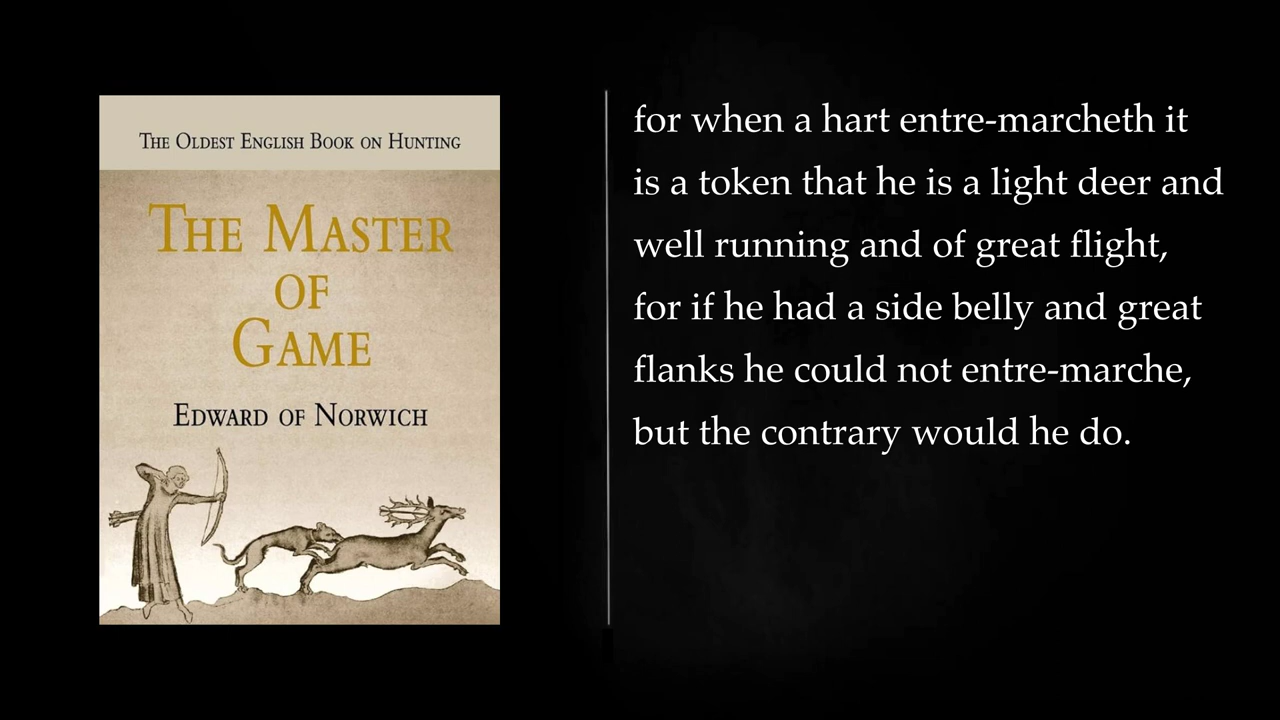 The Oldest English Book on Hunting
The Master
of
Game
Edward of Norwich
for when a hart entre-marcheth it
is a token that he is a light deer and
well running and of great flight,
for if he had a side belly and great
flanks he could not entre-marche,
but the contrary would he do.